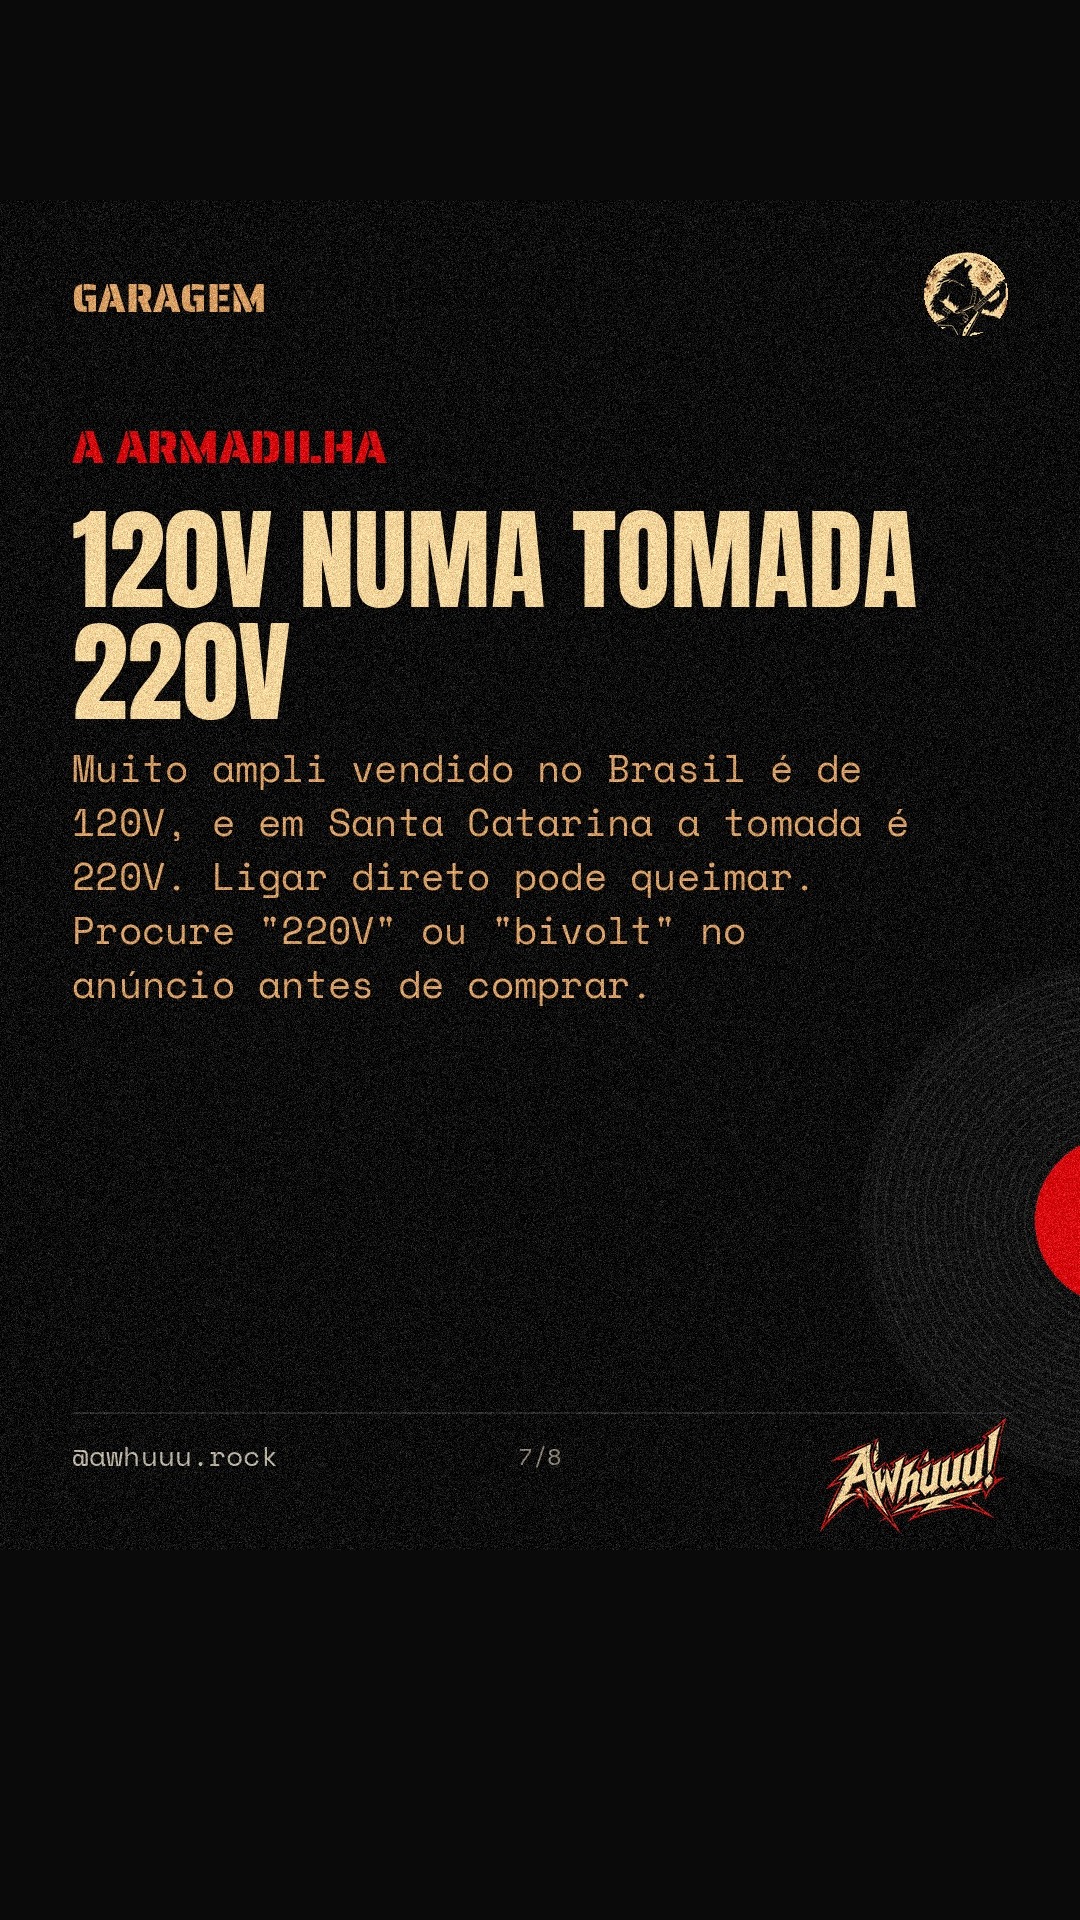 GARAGEM
A ARMADILHA
120V NUMA TOMADA
220V
Muito ampli vendido no Brasil é de
120V, e em Santa Catarina a tomada é
220V. Ligar direto pode queimar.
Procure "220V" ou "bivolt" no
anúncio antes de comprar.
@awhuuu.rock
7/8
Awhuuu!